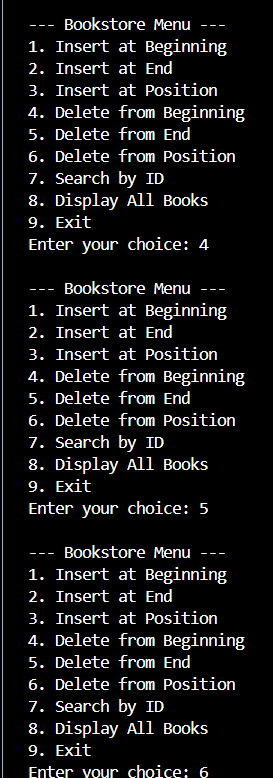 --- Bookstore Menu ---
1. Insert at Beginning
2. Insert at End
3. Insert at Position
4. Delete from Beginning
5. Delete from End
6. Delete from Position
7. Search by ID
8. Display All Books
9. Exit
Enter your choice: 4

--- Bookstore Menu ---
1. Insert at Beginning
2. Insert at End
3. Insert at Position
4. Delete from Beginning
5. Delete from End
6. Delete from Position
7. Search by ID
8. Display All Books
9. Exit
Enter your choice: 5

--- Bookstore Menu ---
1. Insert at Beginning
2. Insert at End
3. Insert at Position
4. Delete from Beginning
5. Delete from End
6. Delete from Position
7. Search by ID
8. Display All Books
9. Exit
Enter your choice: 6